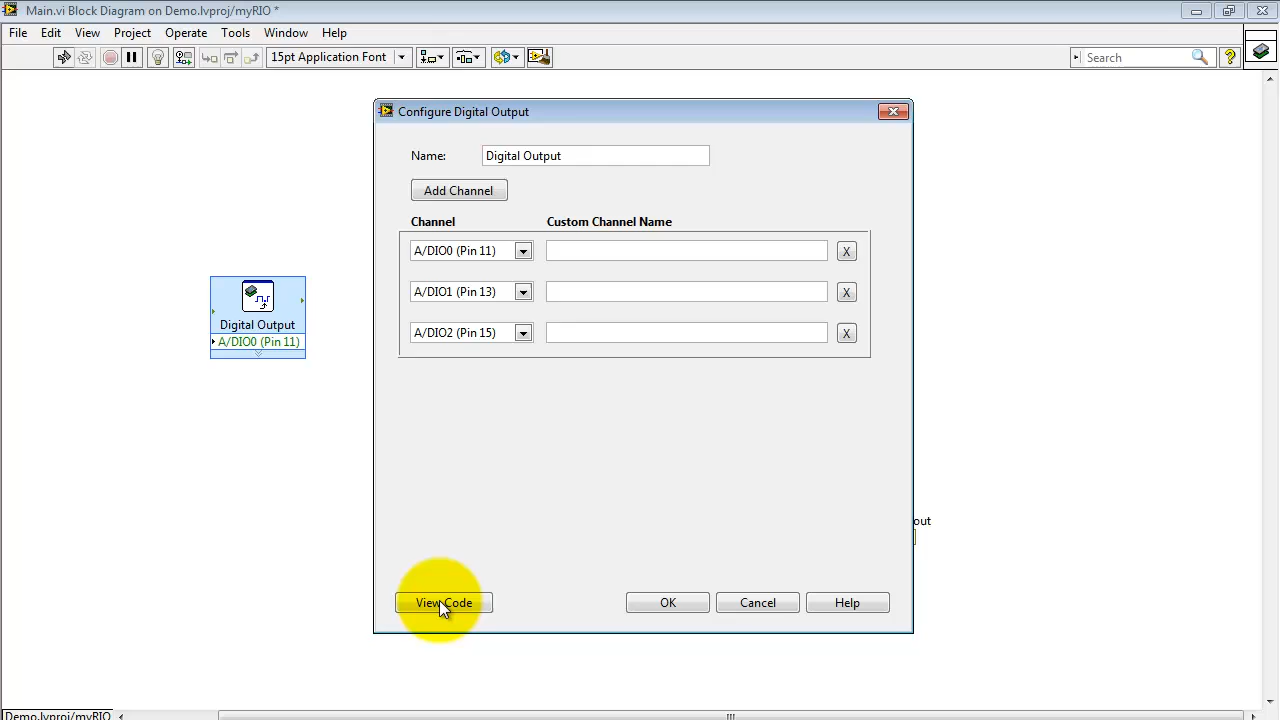 Main.vi Block Diagram on Demo.lvproj/myRIO *
File Edit View Project Operate Tools Window Help
15pt Application Font
Search
?
Configure Digital Output
Name: Digital Output
Add Channel
Channel Custom Channel Name
A/DIO0 (Pin 11) X
A/DIO1 (Pin 13) X
A/DIO2 (Pin 15) X
Digital Output
A/DIO0 (Pin 11)
out
View Code OK Cancel Help
Demo.lvproj/myRIO